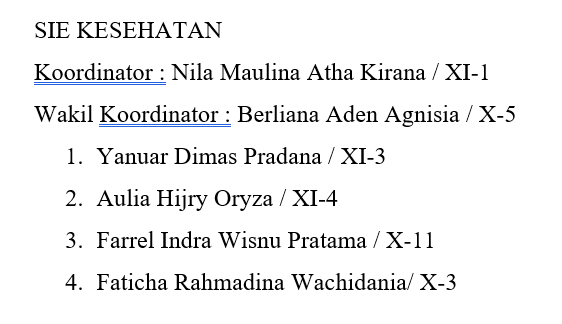 SIE KESEHATAN
Koordinator : Nila Maulina Atha Kirana / XI-1
Wakil Koordinator : Berliana Aden Agnisia / X-5
1. Yanuar Dimas Pradana / XI-3
2. Aulia Hijry Oryza / XI-4
3. Farrel Indra Wisnu Pratama / X-11
4. Faticha Rahmadina Wachidania/ X-3